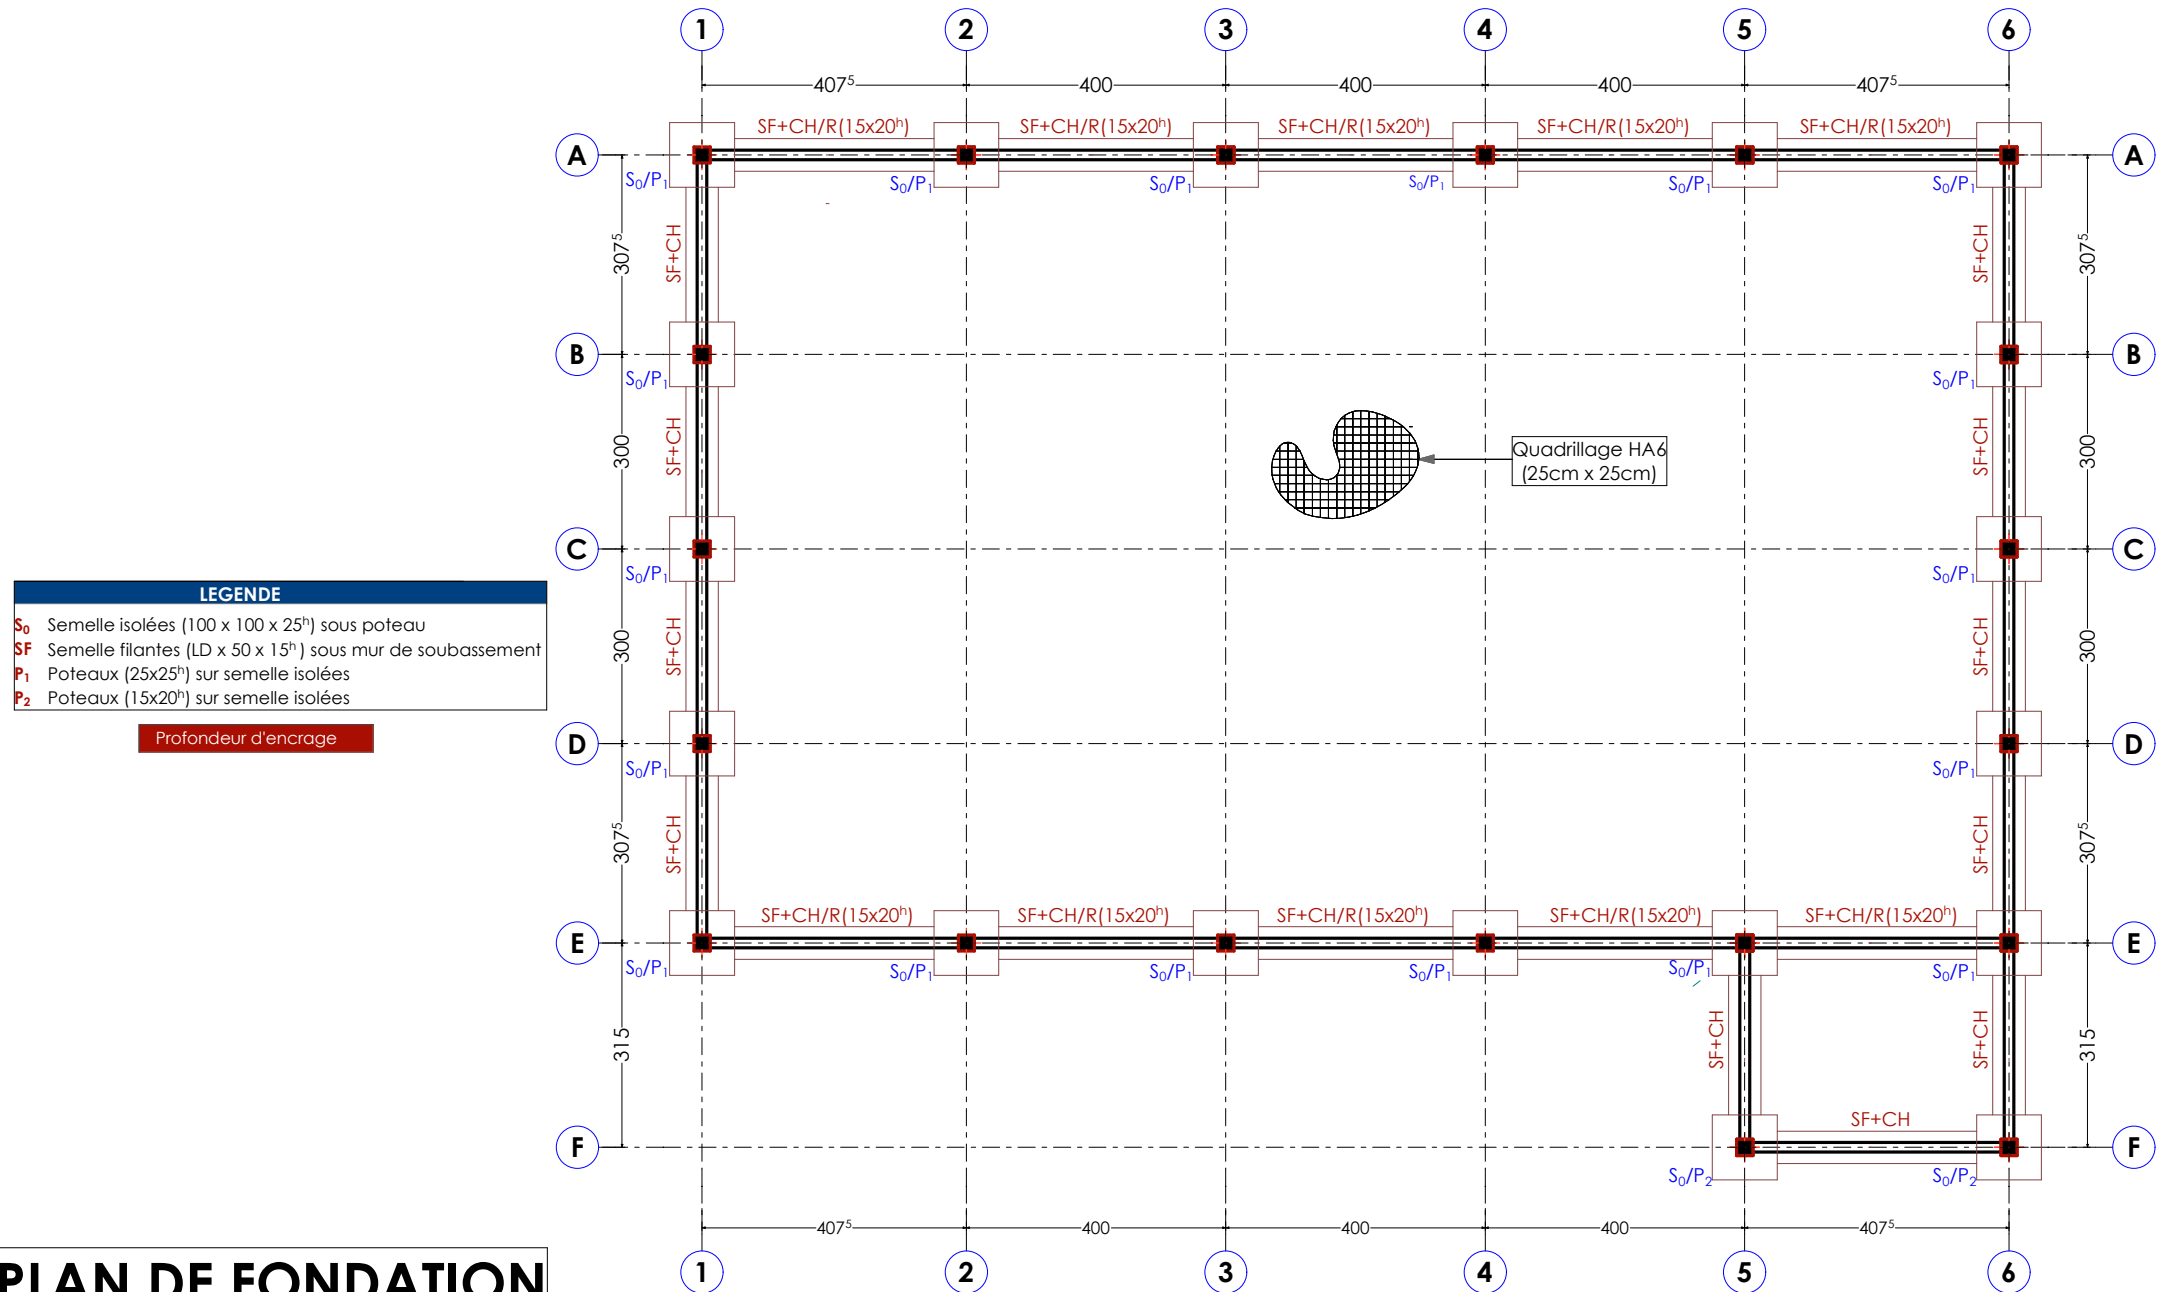 1 2 3 4 5 6
407⁵ 400 400 400 407⁵
SF+CH/R(15x20ʰ) SF+CH/R(15x20ʰ) SF+CH/R(15x20ʰ) SF+CH/R(15x20ʰ) SF+CH/R(15x20ʰ)
A A
S₀/P₁ S₀/P₁ S₀/P₁ S₀/P₁ S₀/P₁ S₀/P₁
307⁵ SF+CH SF+CH 307⁵
B B
S₀/P₁ S₀/P₁
300 SF+CH SF+CH 300
Quadrillage HA6
(25cm x 25cm)
C C
S₀/P₁ S₀/P₁
LEGENDE
S₀ Semelle isolées (100 x 100 x 25ʰ) sous poteau
SF Semelle filantes (LD x 50 x 15ʰ) sous mur de soubassement
P₁ Poteaux (25x25ʰ) sur semelle isolées
P₂ Poteaux (15x20ʰ) sur semelle isolées
Profondeur d'encrage
300 SF+CH SF+CH 300
D D
S₀/P₁ S₀/P₁
307⁵ SF+CH SF+CH 307⁵
SF+CH/R(15x20ʰ) SF+CH/R(15x20ʰ) SF+CH/R(15x20ʰ) SF+CH/R(15x20ʰ) SF+CH/R(15x20ʰ)
E E
S₀/P₁ S₀/P₁ S₀/P₁ S₀/P₁ S₀/P₁ S₀/P₁
315 SF+CH SF+CH 315
SF+CH
F F
S₀/P₂ S₀/P₂
407⁵ 400 400 400 407⁵
1 2 3 4 5 6
PLAN DE FONDATION